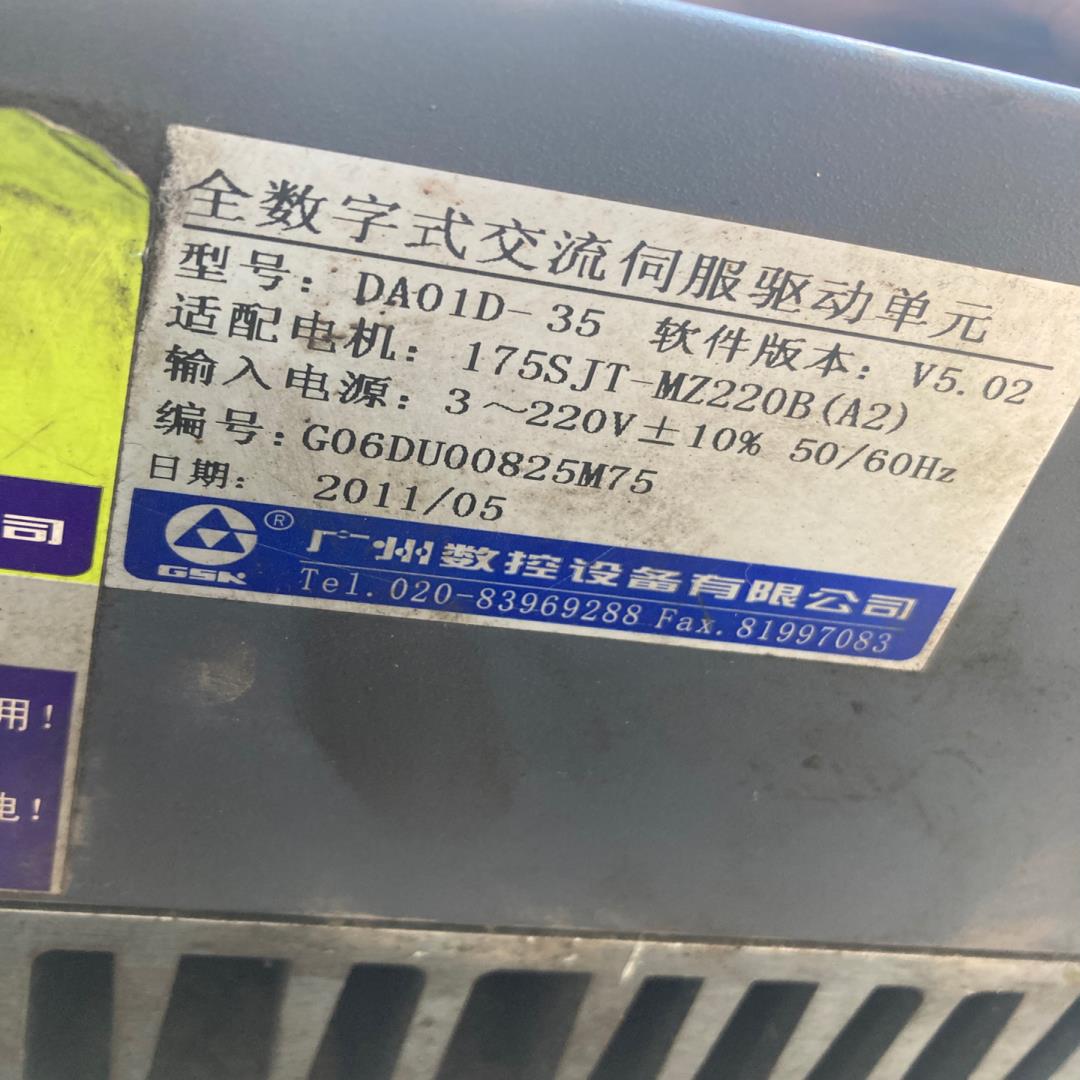 全数字式交流伺服驱动单元
型号: DA01D-35 软件版本: V5.02
适配电机: 175SJT-MZ220B(A2)
输入电源: 3～220V±10% 50/60Hz
编号: G06DU00825M75
日期: 2011/05
GSK ® 广州数控设备有限公司
Tel.020-83969288 Fax.81997083
司
用!
电!